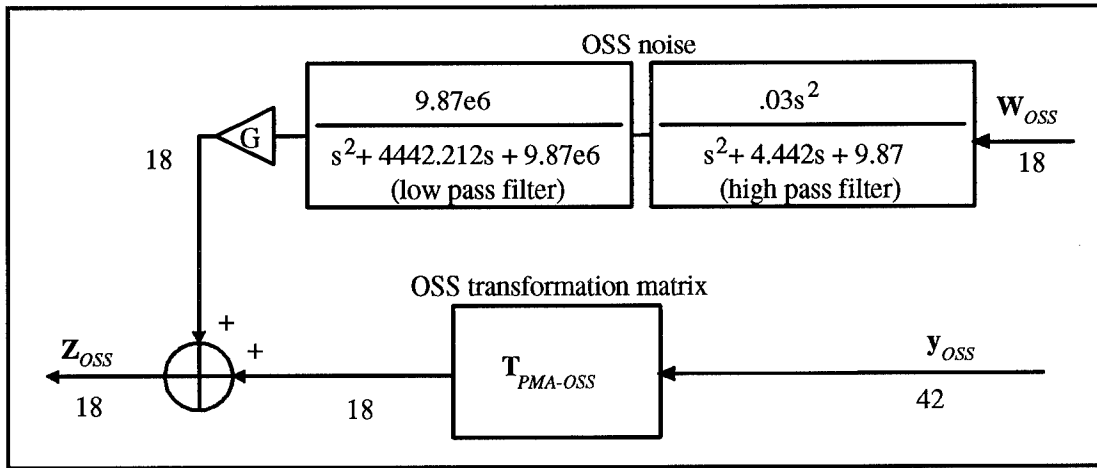 OSS noise
9.87e6
s²+ 4442.212s + 9.87e6
(low pass filter)
.03s²
s²+ 4.442s + 9.87
(high pass filter)
W_OSS
18
G
18
OSS transformation matrix
T_PMA-OSS
y_OSS
42
+
+
18
Z_OSS
18